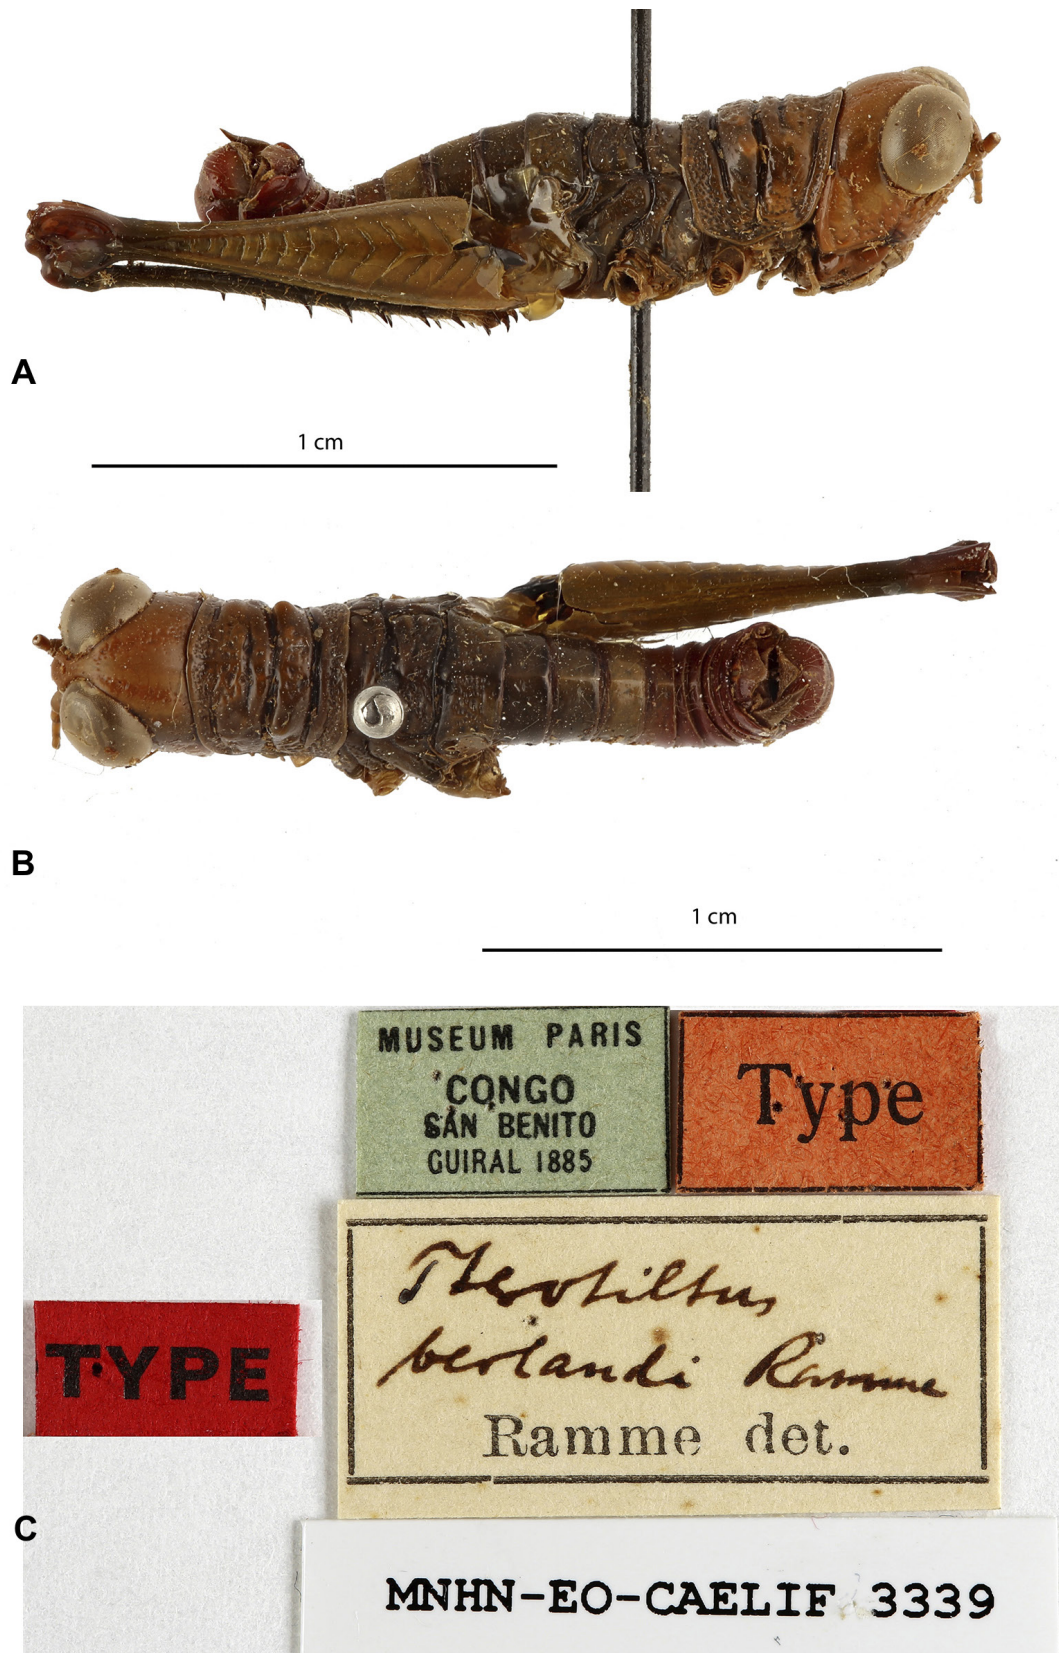 A
1 cm
B
1 cm
MUSEUM PARIS
CONGO
SAN BENITO
GUIRAL 1885
Type
TYPE
berlandi Ramme
Ramme det.
C
MNHN-EO-CAELIF 3339